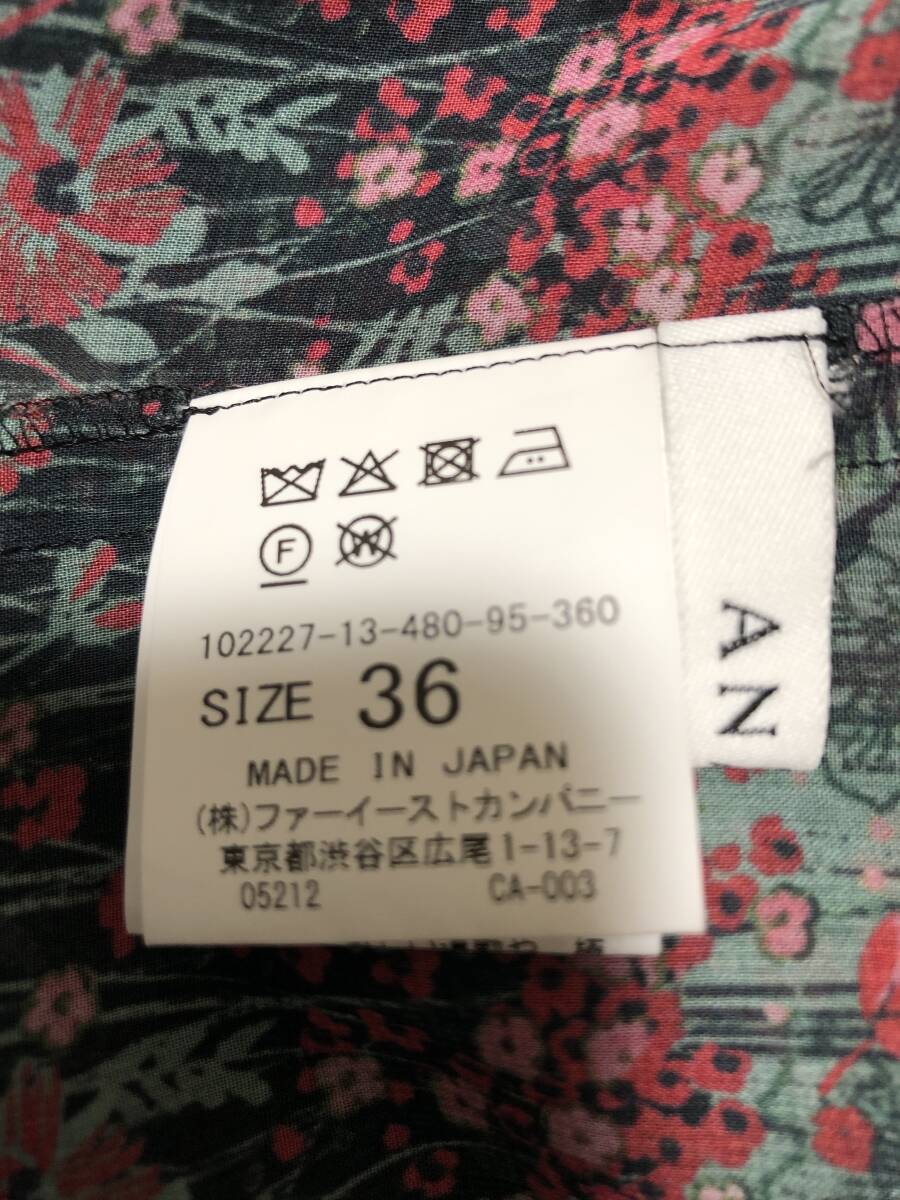 F W
102227-13-480-95-360
SIZE 36
MADE IN JAPAN
(株)ファーイーストカンパニー
東京都渋谷区広尾1-13-7
05212 CA-003
AN